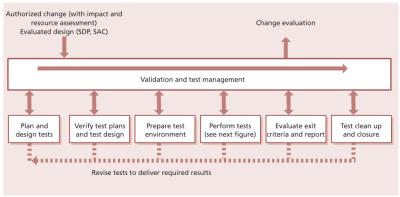 Authorized change (with impact and
resource assessment)
Evaluated design (SDP, SAC)
Change evaluation
Validation and test management
Plan and
design tests
Verify test plans
and test design
Prepare test
environment
Perform tests
(see next figure)
Evaluate exit
criteria and report
Test clean up
and closure
Revise tests to deliver required results